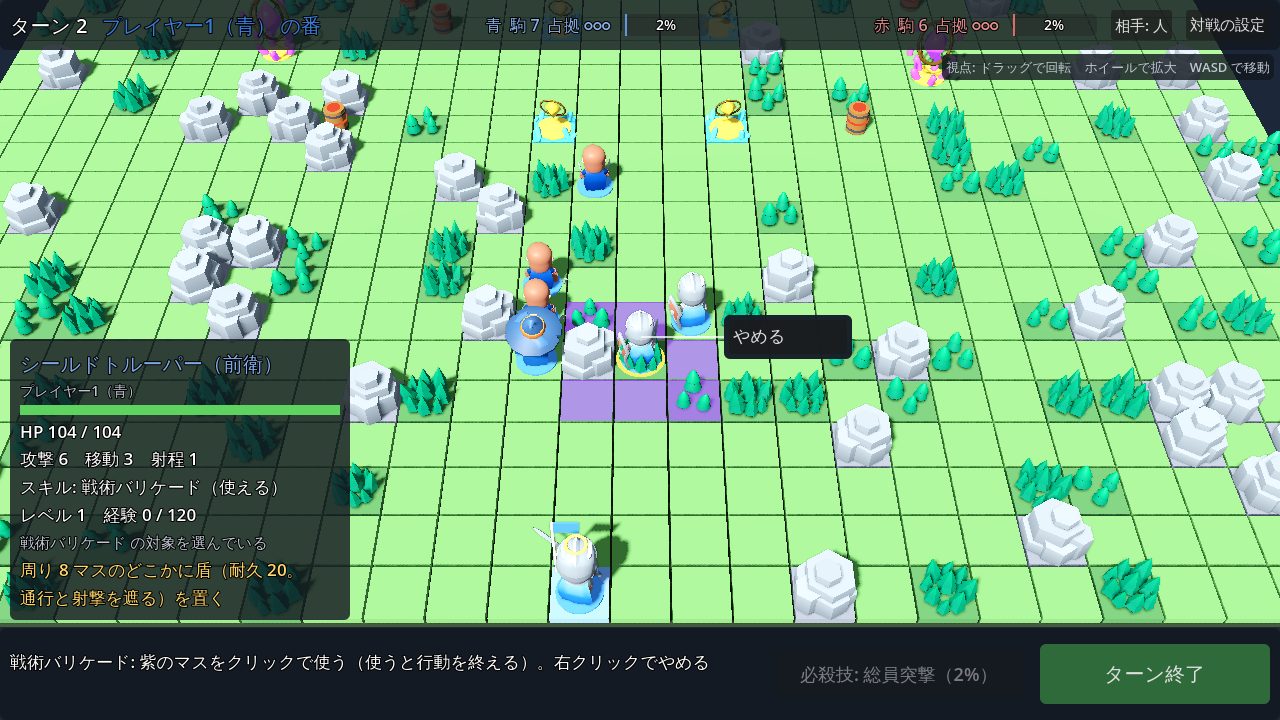 ターン 2 プレイヤー1（青）の番
青 駒 7 占拠 ○○○ 2%
赤 駒 6 占拠 ○○○ 2%
相手: 人
対戦の設定
視点: ドラッグで回転 ホイールで拡大 WASD で移動
やめる
シールドトルーパー（前衛）
プレイヤー1（青）
HP 104 / 104
攻撃 6 移動 3 射程 1
スキル: 戦術バリケード（使える）
レベル 1 経験 0 / 120
戦術バリケード の対象を選んでいる
周り 8 マスのどこかに盾（耐久 20。
通行と射撃を遮る）を置く
戦術バリケード: 紫のマスをクリックで使う（使うと行動を終える）。右クリックでやめる
必殺技: 総員突撃（2%）
ターン終了